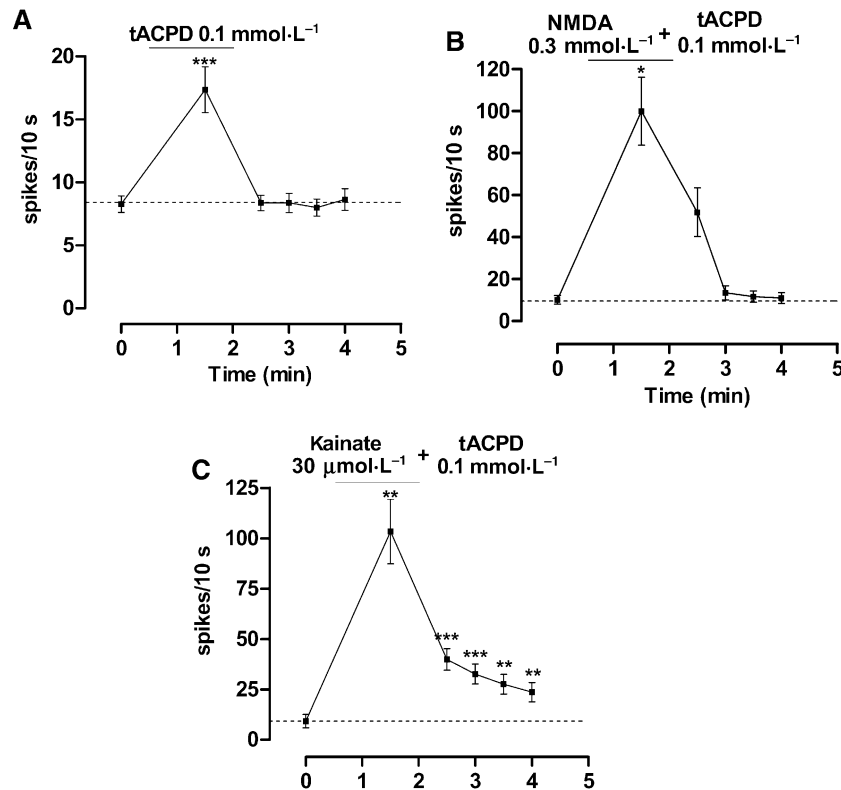 A
tACPD 0.1 mmol·L⁻¹
***
20
15
10
5
0
spikes/10 s
0 1 2 3 4 5
Time (min)
B
NMDA + tACPD
0.3 mmol·L⁻¹ 0.1 mmol·L⁻¹
*
120
100
80
60
40
20
0
spikes/10 s
0 1 2 3 4 5
Time (min)
C
Kainate + tACPD
30 μmol·L⁻¹ 0.1 mmol·L⁻¹
**
125
100
75
50
25
0
spikes/10 s
*** *** ** **
0 1 2 3 4 5